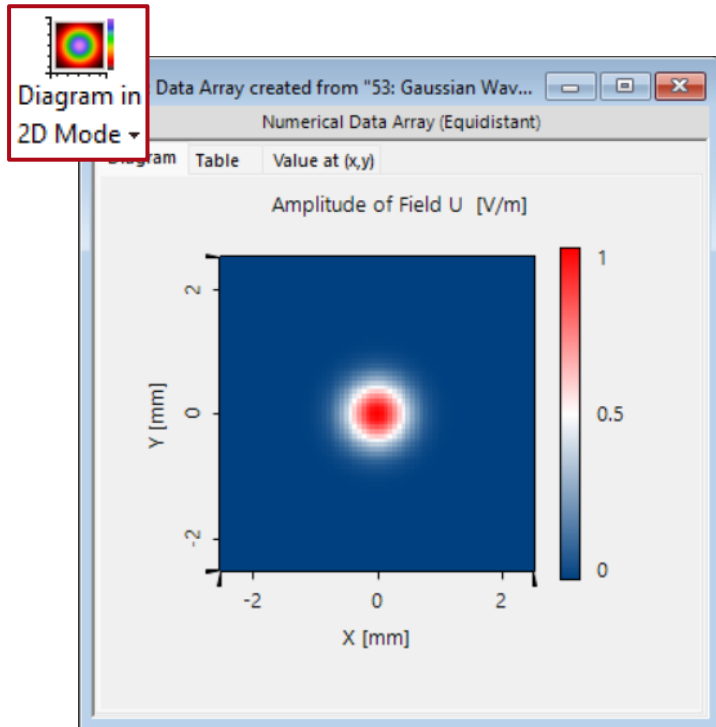 Diagram in
2D Mode
: Data Array created from "53: Gaussian Wav...
Numerical Data Array (Equidistant)
Diagram Table Value at (x,y)
Amplitude of Field U [V/m]
1
0.5
0
Y [mm]
2
0
-2
-2 0 2
X [mm]